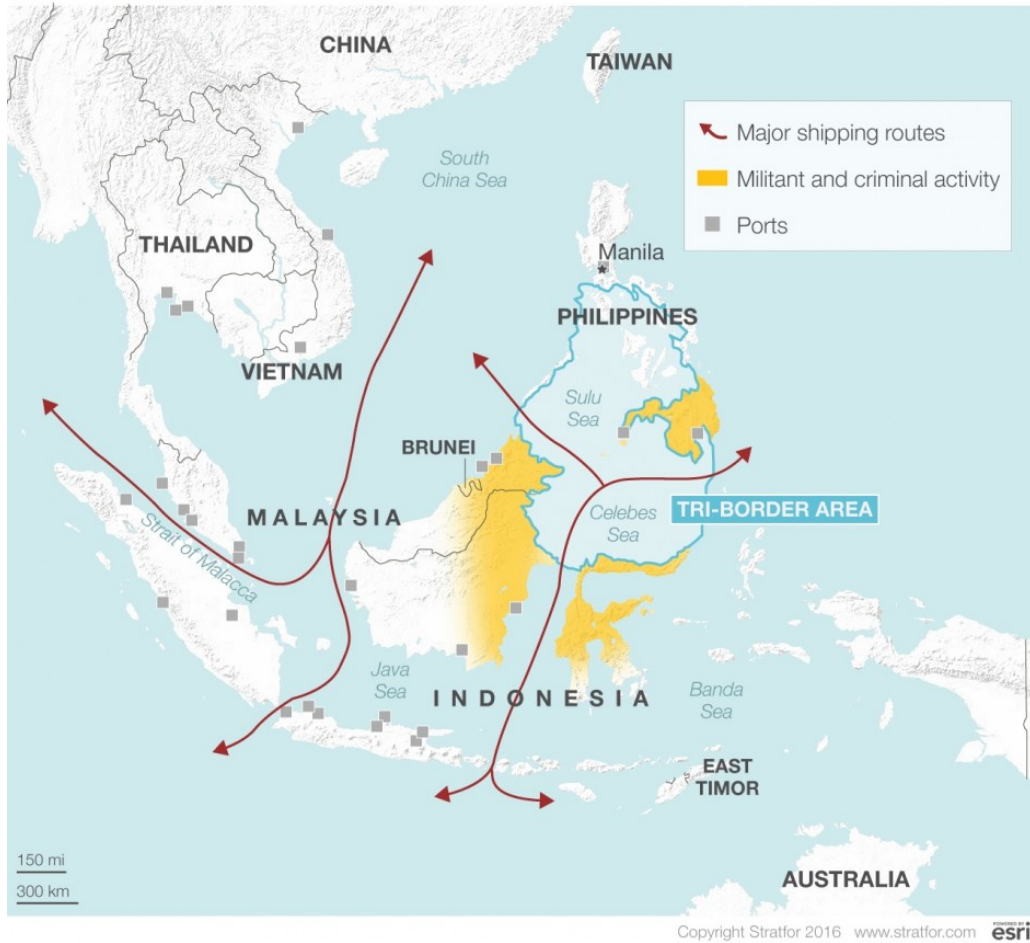 CHINA
TAIWAN
Major shipping routes
Militant and criminal activity
Ports
South
China Sea
THAILAND
Manila
PHILIPPINES
VIETNAM
Sulu
Sea
BRUNEI
MALAYSIA
TRI-BORDER AREA
Celebes
Sea
Strait of Malacca
Java
Sea
INDONESIA
Banda
Sea
EAST
TIMOR
150 mi
300 km
AUSTRALIA
Copyright Stratfor 2016 www.stratfor.com
POWERED BY
esri